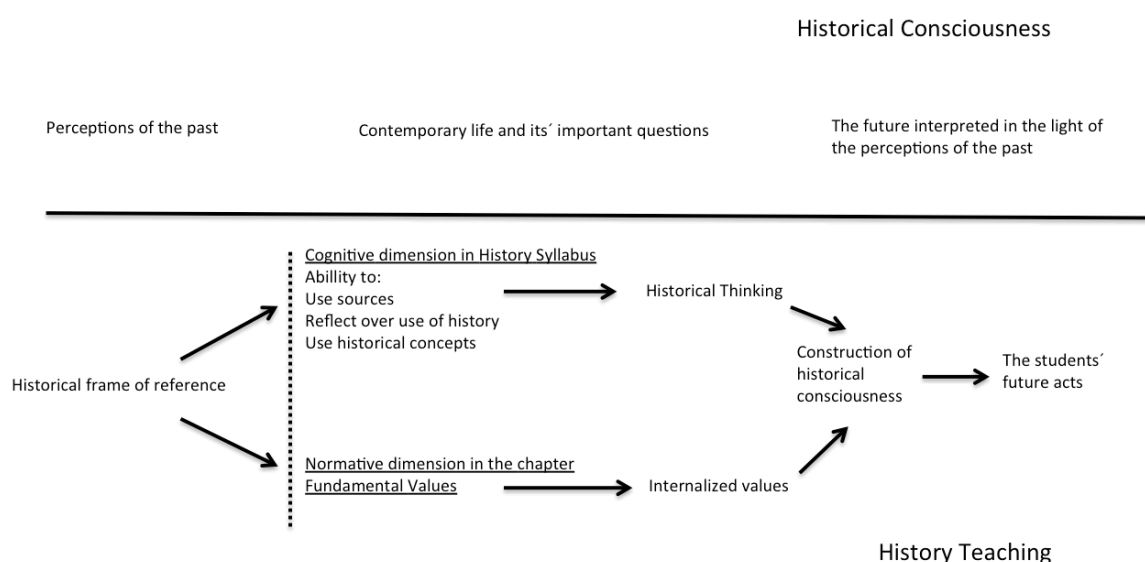 Historical Consciousness
Perceptions of the past
Contemporary life and its´ important questions
The future interpreted in the light of
the perceptions of the past
Cognitive dimension in History Syllabus
Abillity to:
Use sources
Reflect over use of history
Use historical concepts
Historical Thinking
Historical frame of reference
Construction of
historical
consciousness
The students´
future acts
Normative dimension in the chapter
Fundamental Values
Internalized values
History Teaching